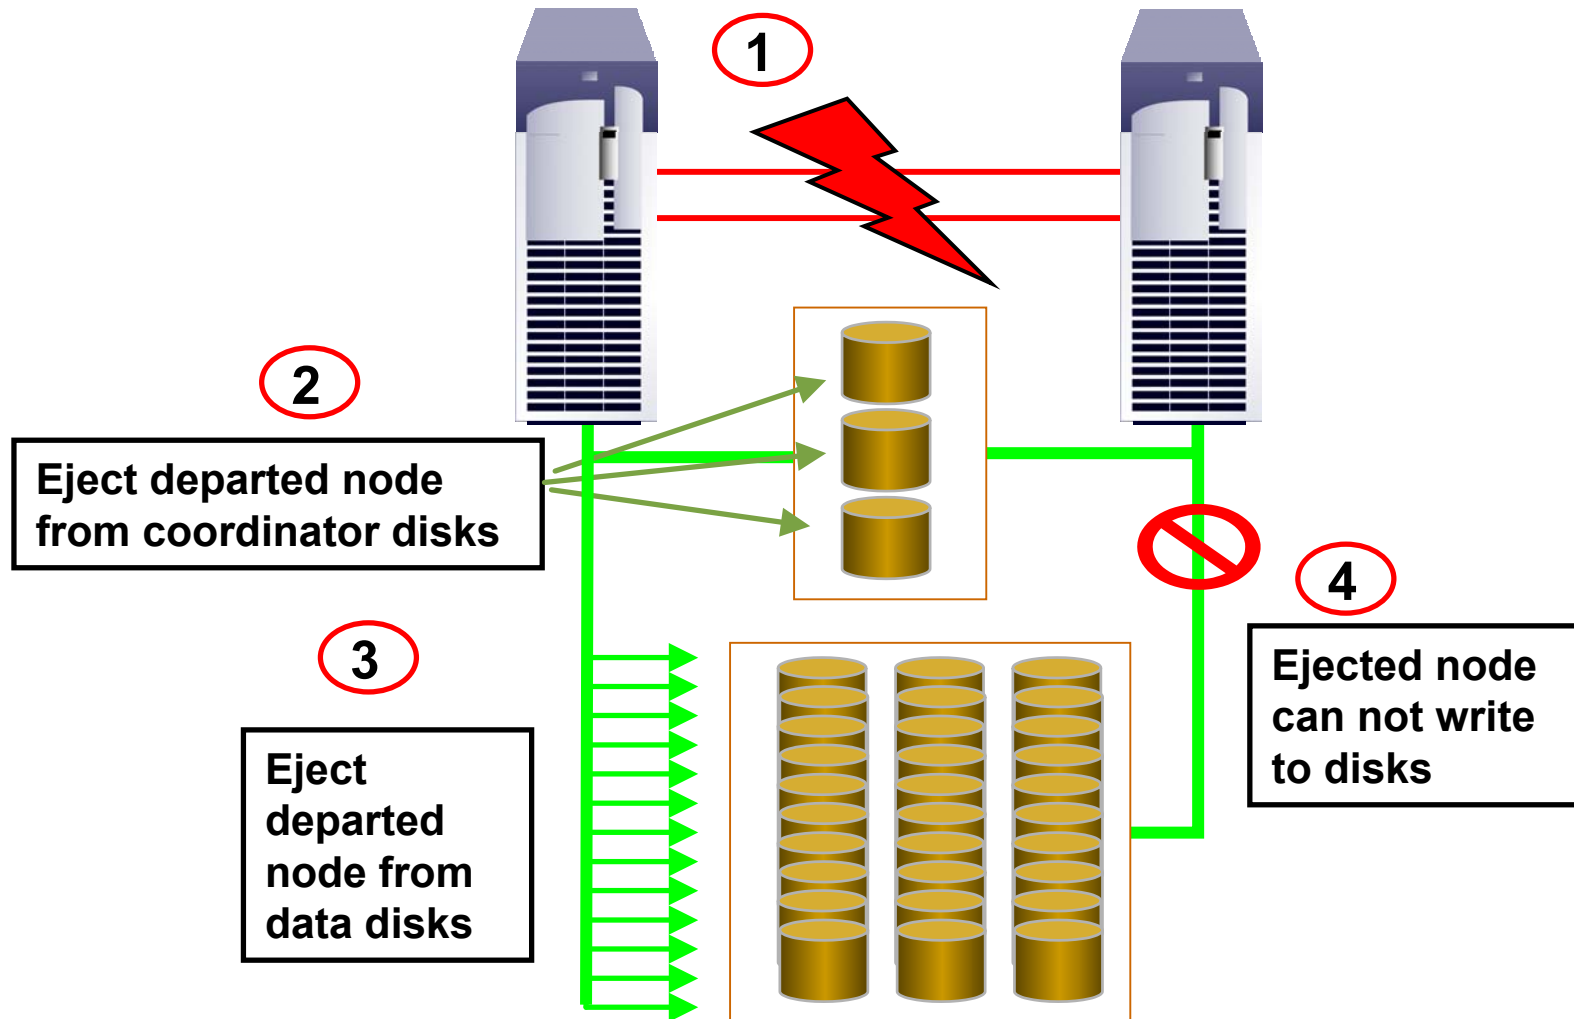 1
2
Eject departed node
from coordinator disks
3
Eject
departed
node from
data disks
4
Ejected node
can not write
to disks